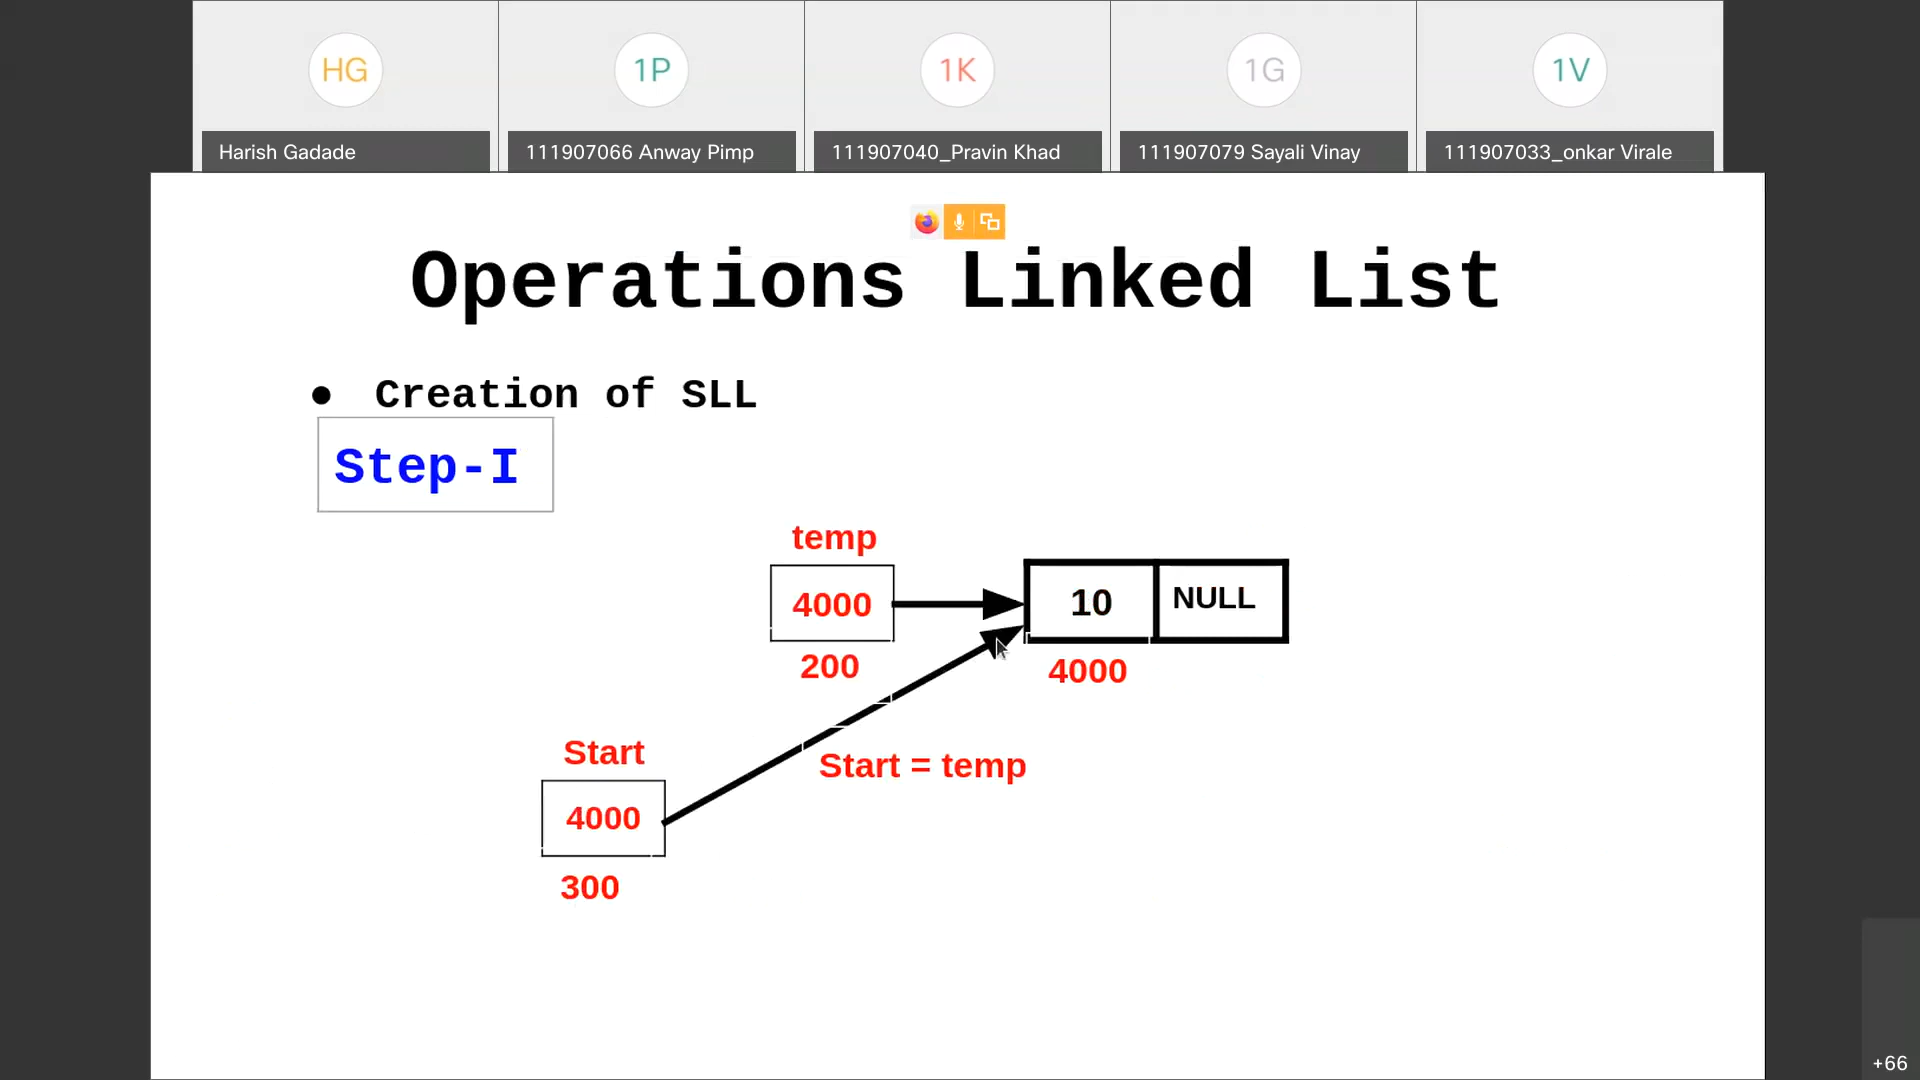 HG
1P
1K
1G
1V
Harish Gadade
111907066 Anway Pimp
111907040_Pravin Khad
111907079 Sayali Vinay
111907033_onkar Virale
Operations Linked List
● Creation of SLL
Step-I
temp
4000
10
NULL
200
4000
Start
Start = temp
4000
300
+66